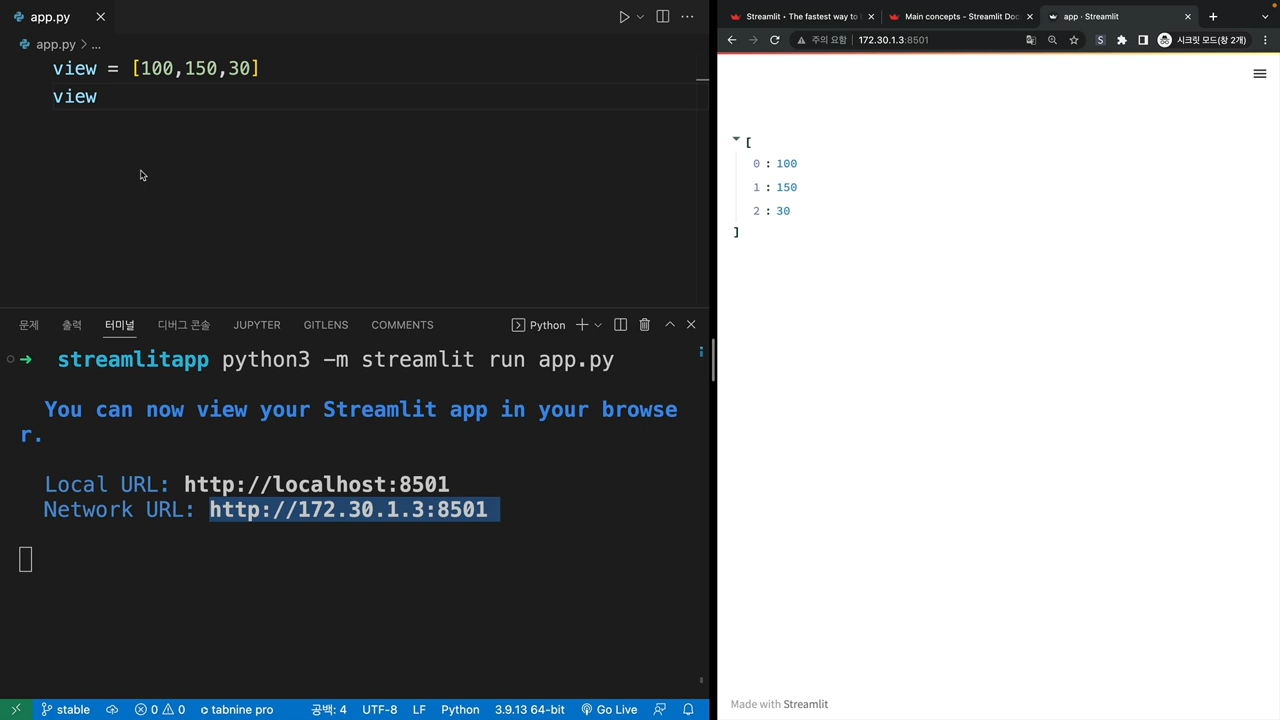 app.py
app.py > ...
view = [100,150,30]
view
문제 출력 터미널 디버그 콘솔 JUPYTER GITLENS COMMENTS Python
streamlitapp python3 -m streamlit run app.py
You can now view your Streamlit app in your browse
r.
Local URL: http://localhost:8501
Network URL: http://172.30.1.3:8501
stable 0 0 tabnine pro 공백: 4 UTF-8 LF Python 3.9.13 64-bit Go Live
Streamlit • The fastest way to Main concepts - Streamlit Doc app · Streamlit
주의 요함 172.30.1.3:8501 S 시크릿 모드(창 2개)
[
0 : 100
1 : 150
2 : 30
]
Made with Streamlit